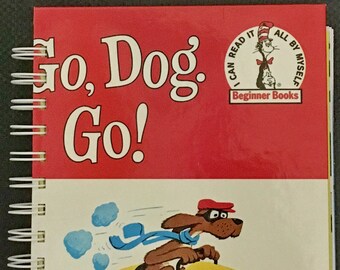 Go, Dog.
Go!
I CAN READ IT ALL BY MYSELF
Beginner Books